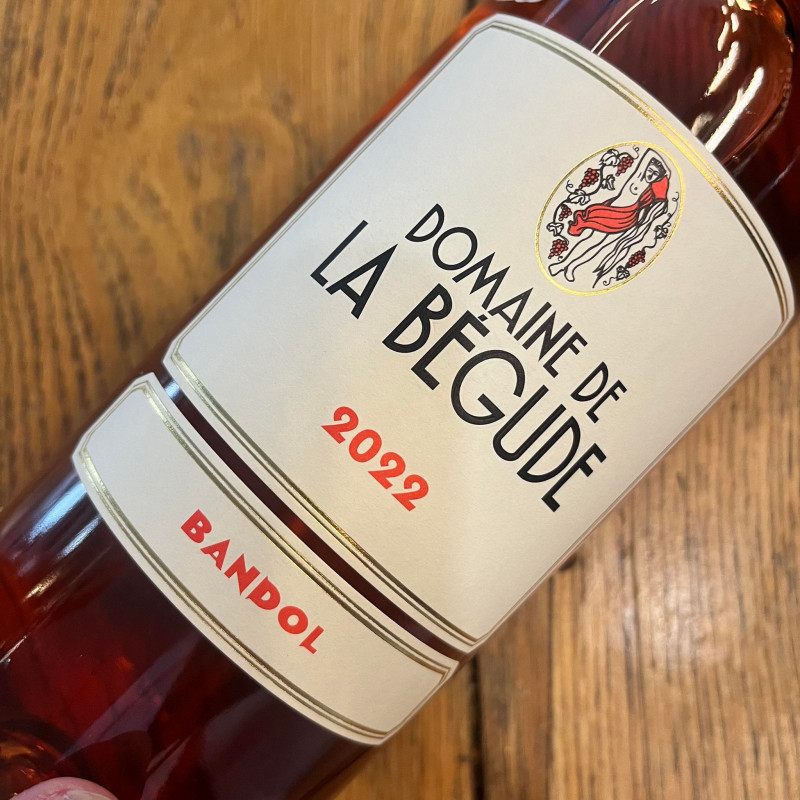 DOMAINE DE
LA BÉGUDE
2022
BANDOL